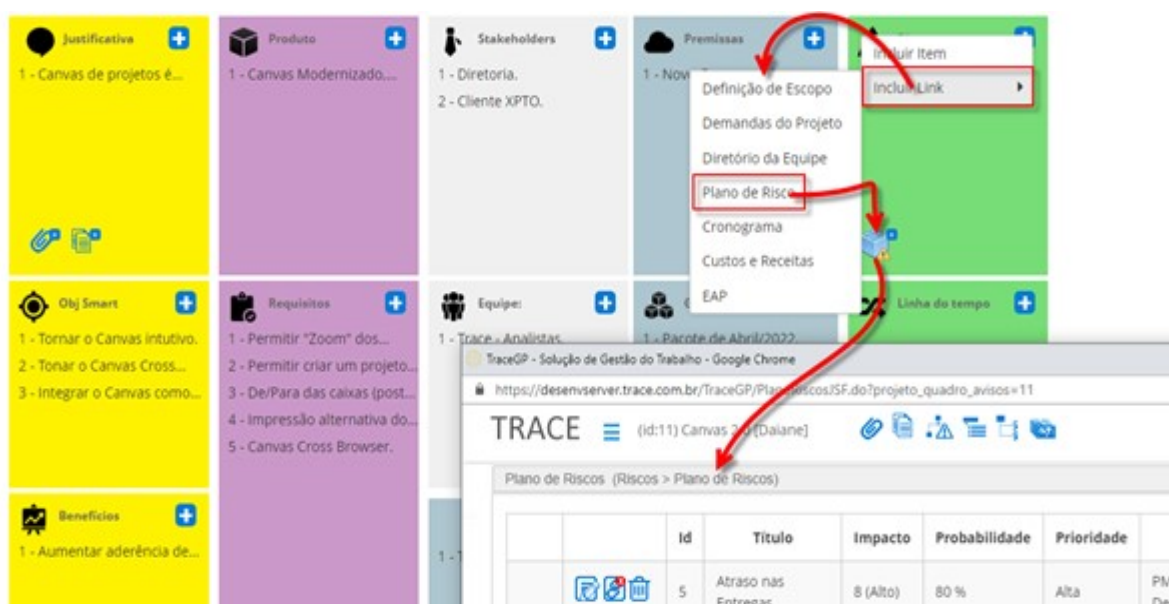 Justificativa
1 - Canvas de projetos é...
Produto
1 - Canvas Modernizado....
Stakeholders
1 - Diretoria.
2 - Cliente XPTO.
Premissas
Incluir Item
Incluir Link
Definição de Escopo
Demandas do Projeto
Diretório da Equipe
Plano de Risco
Cronograma
Custos e Receitas
EAP
Obj Smart
1 - Tornar o Canvas intutivo.
2 - Tonar o Canvas Cross...
3 - Integrar o Canvas como...
Requisitos
1 - Permitir "Zoom" dos...
2 - Permitir criar um projeto...
3 - De/Para das caixas (post...
4 - Impressão alternativa do...
5 - Canvas Cross Browser.
Equipe:
1 - Trace - Analistas.
1 - Pacote de Abril/2022.
Linha do tempo
Benefícios
1 - Aumentar aderência de...
TraceGP - Solução de Gestão do Trabalho - Google Chrome
https://desenvserver.trace.com.br/TraceGP/PlanoRiscosJSF.do?projeto_quadro_avisos=11
TRACE
(id:11) Canvas 2.0 [Daiane]
Plano de Riscos (Riscos > Plano de Riscos)
Id Título Impacto Probabilidade Prioridade
5 Atraso nas Entregas 8 (Alto) 80 % Alta